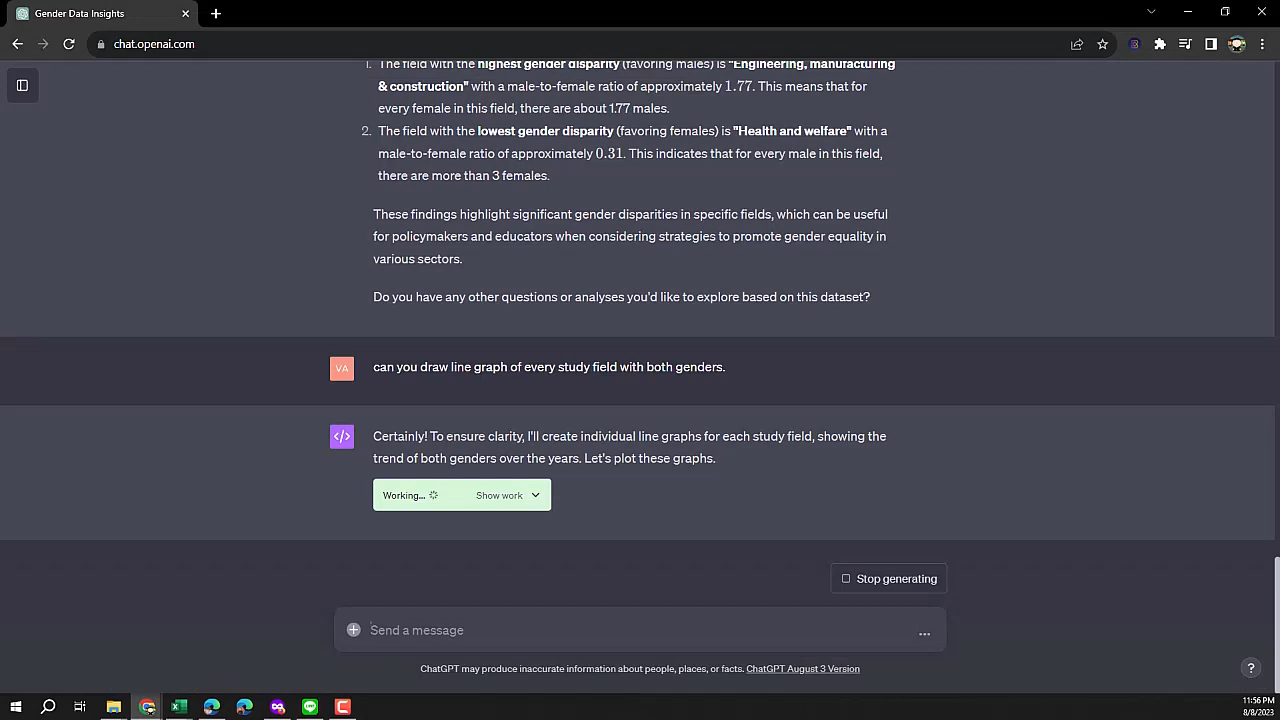 Gender Data Insights
chat.openai.com
1. The field with the highest gender disparity (favoring males) is "Engineering, manufacturing
& construction" with a male-to-female ratio of approximately 1.77. This means that for
every female in this field, there are about 1.77 males.
2. The field with the lowest gender disparity (favoring females) is "Health and welfare" with a
male-to-female ratio of approximately 0.31. This indicates that for every male in this field,
there are more than 3 females.
These findings highlight significant gender disparities in specific fields, which can be useful
for policymakers and educators when considering strategies to promote gender equality in
various sectors.
Do you have any other questions or analyses you'd like to explore based on this dataset?
VA
can you draw line graph of every study field with both genders.
Certainly! To ensure clarity, I'll create individual line graphs for each study field, showing the
trend of both genders over the years. Let's plot these graphs.
Working... Show work
Stop generating
Send a message
ChatGPT may produce inaccurate information about people, places, or facts. ChatGPT August 3 Version
?
11:56 PM
8/8/2023